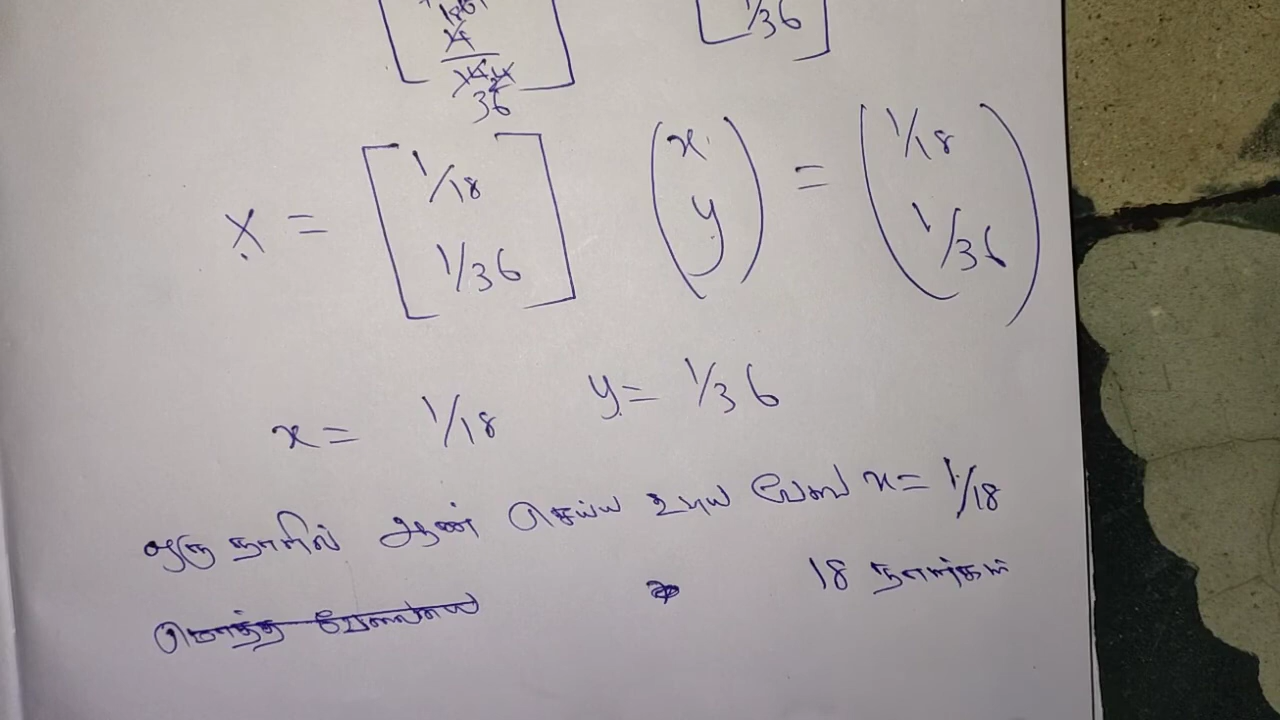 36
1/36
X = [1/18 1/36] (x y) = (1/18 1/36)
x = 1/18 y = 1/36
ஒரு நாளில் ஆண் செய்ய உடிய வேலை x = 1/18
18 நாள்கள்
மொத்த வேலையை